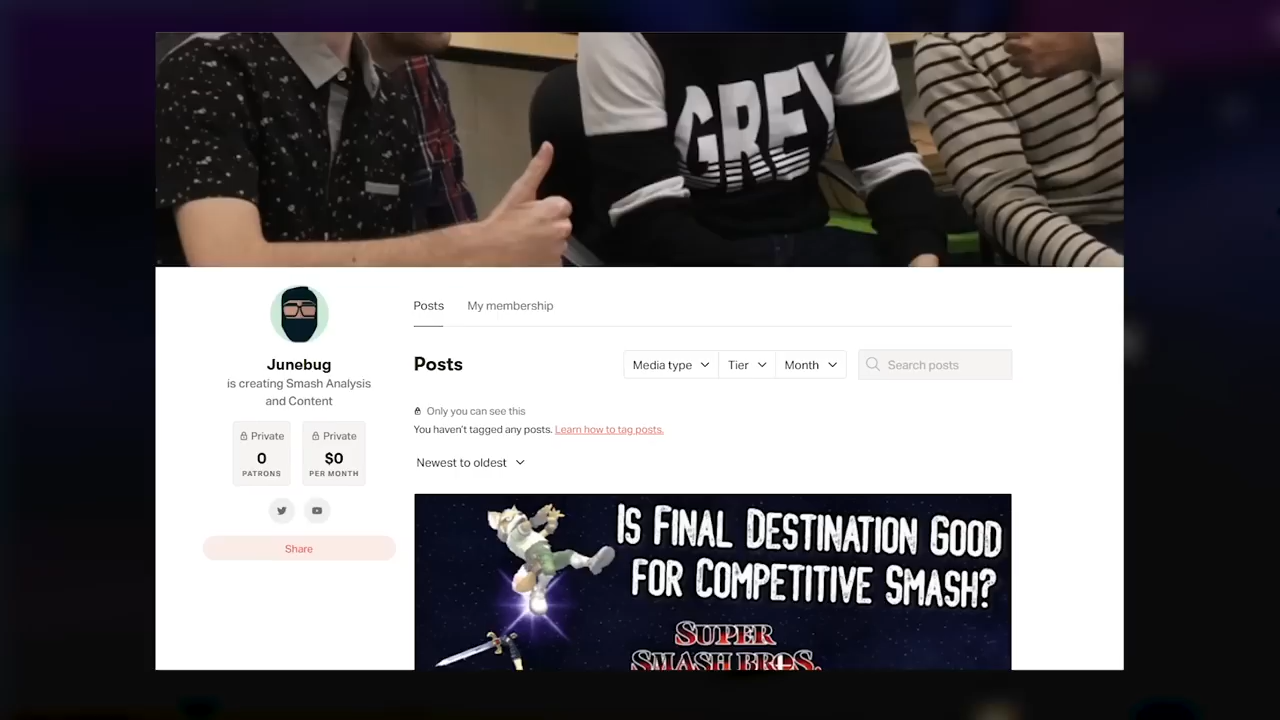 GREY
Posts
My membership
Junebug
is creating Smash Analysis
and Content
Private
0
PATRONS
Private
$0
PER MONTH
Share
Posts
Media type
Tier
Month
Search posts
Only you can see this
You haven't tagged any posts. Learn how to tag posts.
Newest to oldest
IS FINAL DESTINATION GOOD
FOR COMPETITIVE SMASH?
SUPER
SMASH BROS.